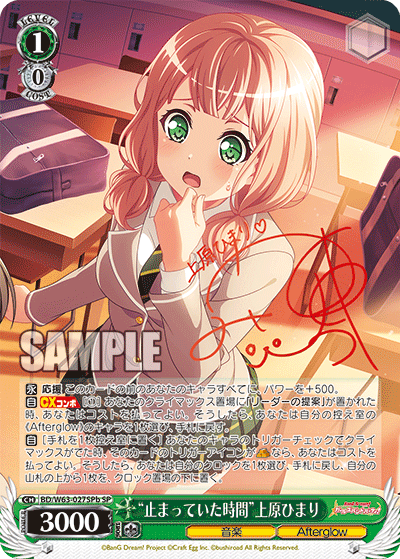 LEVEL
1
0
COST
上原ひまり♡
SAMPLE
永 応援 このカードの前のあなたのキャラすべてに、パワーを+500。
自 CXコンボ [(1)] あなたのクライマックス置場に「リーダーの提案」が置かれた
時、あなたはコストを払ってよい。そうしたら、あなたは自分の控え室の
《Afterglow》のキャラを1枚選び、手札に戻す。
自 [手札を1枚控え室に置く] あなたのキャラのトリガーチェックでクライ
マックスがでた時、そのカードのトリガーアイコンが なら、あなたはコスト
を払ってよい。そうしたら、あなたは自分のクロックを1枚選び、手札に戻し、自分の
山札の上から1枚を、クロック置場の下に置く。
CH BD/W63-027SPb SP
3000
“止まっていた時間”上原ひまり
音楽
Afterglow
©BanG Dream! Project ©Craft Egg Inc. ©bushiroad All Rights Reserved.